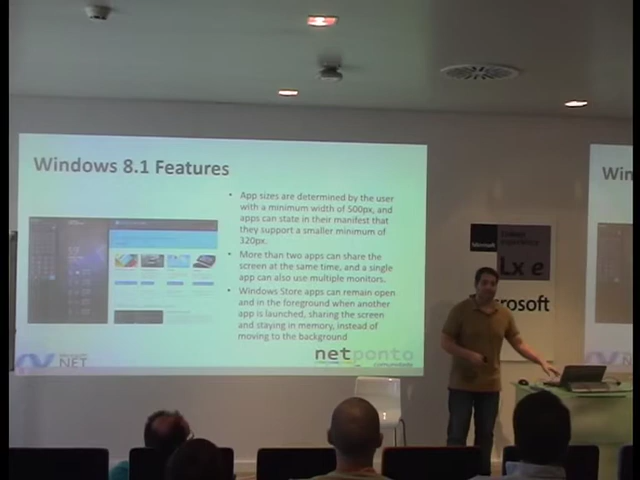 Windows 8.1 Features
• App sizes are determined by the user
with a minimum width of 500px, and
apps can state in their manifest that
they support a smaller minimum of
320px.
• More than two apps can share the
screen at the same time, and a single
app can also use multiple monitors.
• Windows Store apps can remain open
and in the foreground when another
app is launched, sharing the screen
and staying in memory, instead of
moving to the background
NET
netponto
comunidade
Win
Microsoft
Lx
rosoft